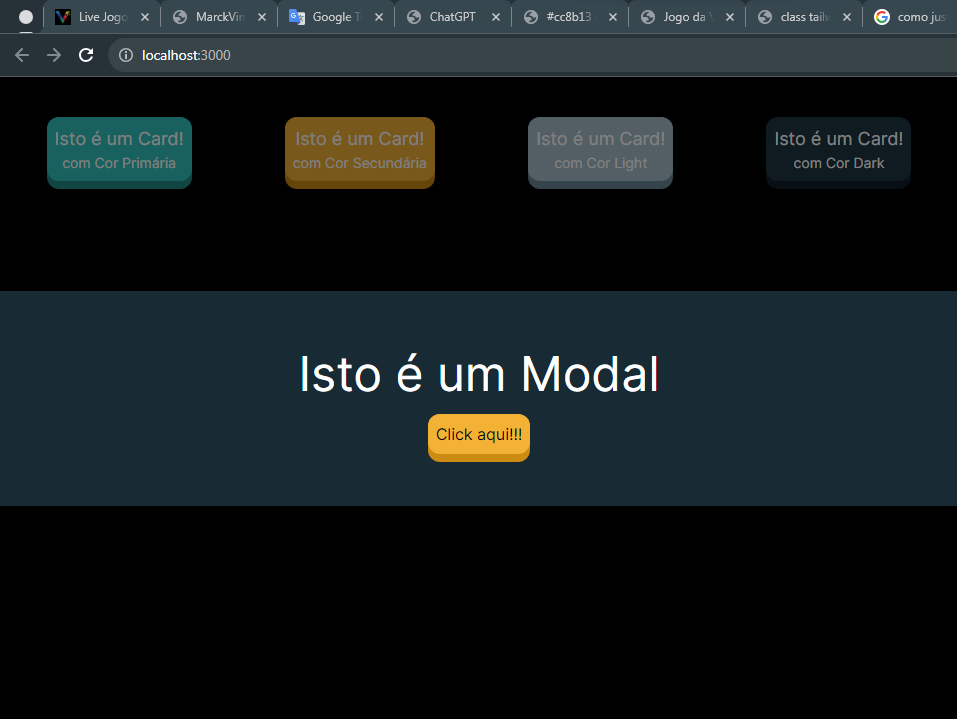 Live Jogo
MarckVin
Google T
ChatGPT
#cc8b13
Jogo da
class tail
como jus
localhost:3000
Isto é um Card!
com Cor Primária
Isto é um Card!
com Cor Secundária
Isto é um Card!
com Cor Light
Isto é um Card!
com Cor Dark
Isto é um Modal
Click aqui!!!